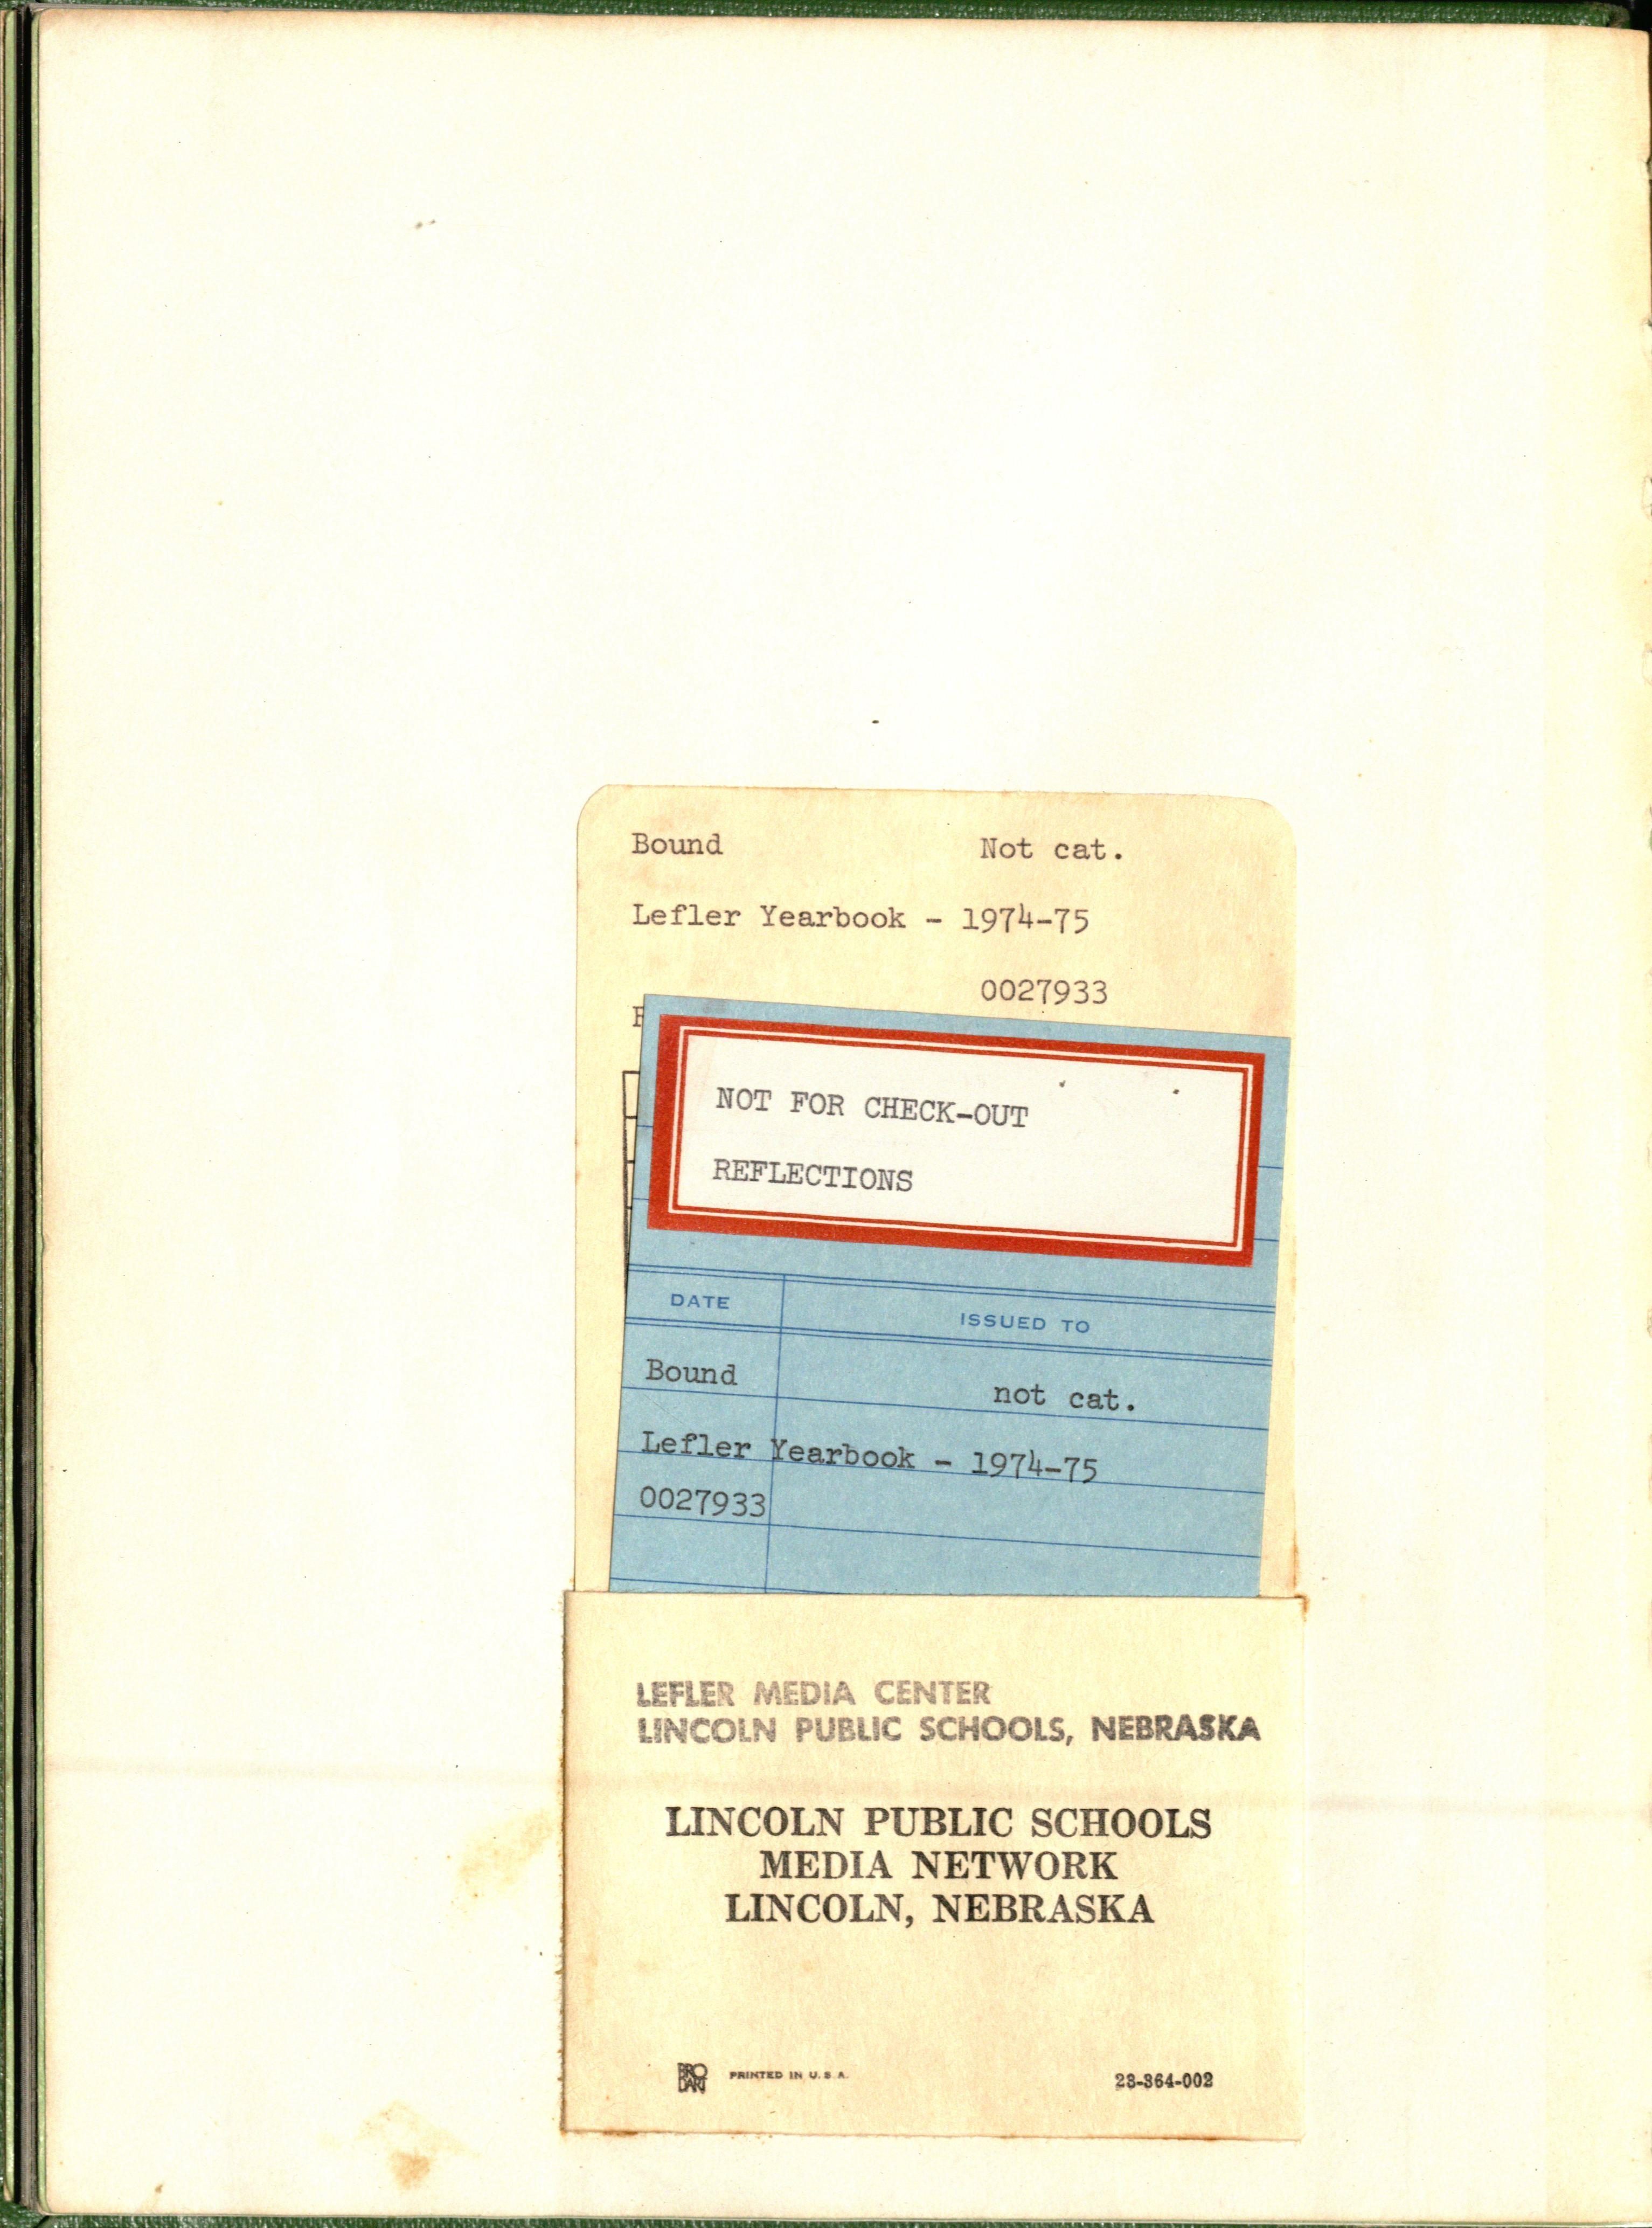 Bound Not cat.
Lefler Yearbook - 1974-75
0027933
NOT FOR CHECK-OUT
REFLECTIONS
DATE ISSUED TO
Bound not cat.
Lefler Yearbook - 1974-75
0027933
LEFLER MEDIA CENTER
LINCOLN PUBLIC SCHOOLS, NEBRASKA
LINCOLN PUBLIC SCHOOLS
MEDIA NETWORK
LINCOLN, NEBRASKA
BRO DART PRINTED IN U.S.A. 23-364-002